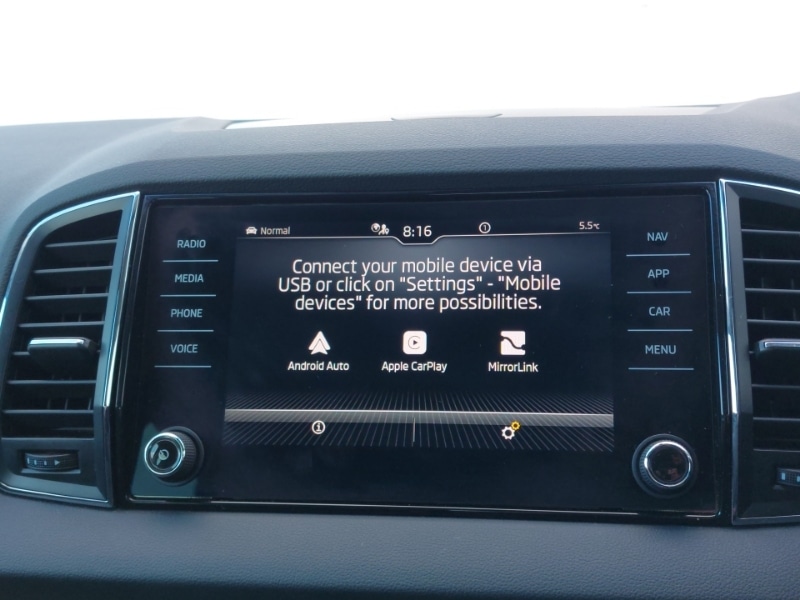 Normal 8:16 1 5.5°C
RADIO
MEDIA
PHONE
VOICE
Connect your mobile device via
USB or click on "Settings" - "Mobile
devices" for more possibilities.
Android Auto Apple CarPlay MirrorLink
NAV
APP
CAR
MENU